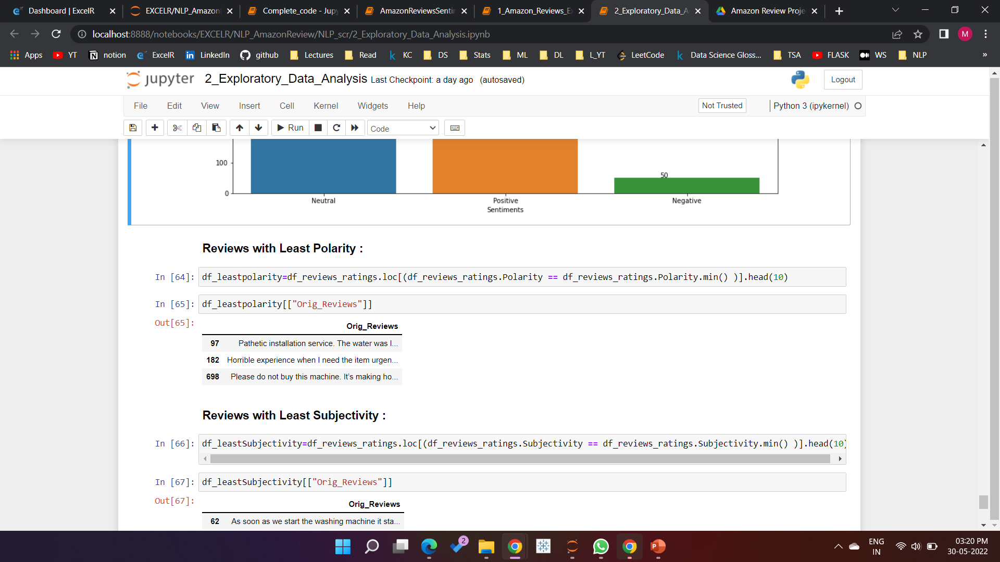 Dashboard | ExcelR
EXCELR/NLP_Amazon
Complete_code - Jup
AmazonReviewsSenti
1_Amazon_Reviews_E
2_Exploratory_Data_A
Amazon Review Proje
localhost:8888/notebooks/EXCELR/NLP_AmazonReview/NLP_scr/2_Exploratory_Data_Analysis.ipynb
M
Apps YT notion ExcelR LinkedIn github Lectures Read KC DS Stats ML DL L_YT LeetCode Data Science Gloss... TSA FLASK WS NLP »
jupyter 2_Exploratory_Data_Analysis Last Checkpoint: a day ago (autosaved)
Logout
File Edit View Insert Cell Kernel Widgets Help
Not Trusted
Python 3 (ipykernel)
Run
Code
100
50
0
Neutral Positive Negative
Sentiments
Reviews with Least Polarity :
In [64]: df_leastpolarity=df_reviews_ratings.loc[(df_reviews_ratings.Polarity == df_reviews_ratings.Polarity.min() )].head(10)
In [65]: df_leastpolarity[["Orig_Reviews"]]
Out[65]:
Orig_Reviews
97 Pathetic installation service. The water was l...
182 Horrible experience when I need the item urgen...
698 Please do not buy this machine. It’s making ho...
Reviews with Least Subjectivity :
In [66]: df_leastSubjectivity=df_reviews_ratings.loc[(df_reviews_ratings.Subjectivity == df_reviews_ratings.Subjectivity.min() )].head(10)
In [67]: df_leastSubjectivity[["Orig_Reviews"]]
Out[67]:
Orig_Reviews
62 As soon as we start the washing machine it sta...
2
ENG
IN
03:20 PM
30-05-2022